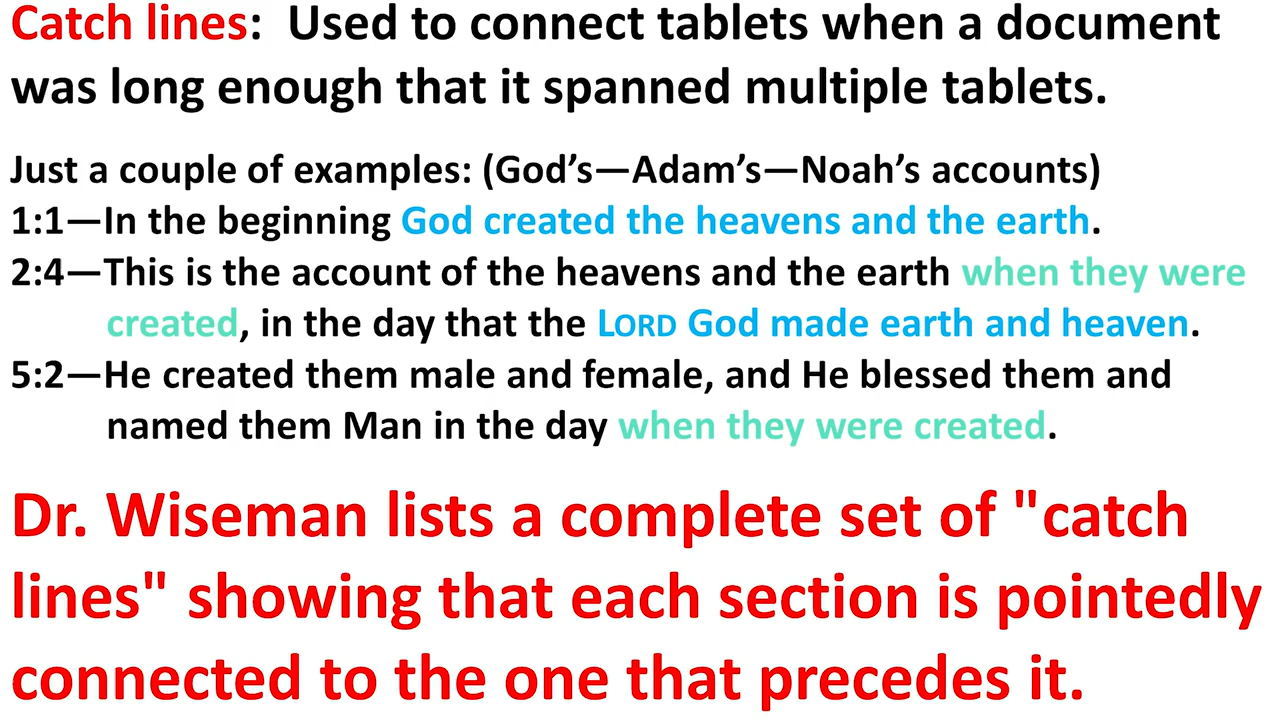 Catch lines:  Used to connect tablets when a document
was long enough that it spanned multiple tablets.
Just a couple of examples: (God’s—Adam’s—Noah’s accounts)
1:1—In the beginning God created the heavens and the earth.
2:4—This is the account of the heavens and the earth when they were
created, in the day that the LORD God made earth and heaven.
5:2—He created them male and female, and He blessed them and
named them Man in the day when they were created.
Dr. Wiseman lists a complete set of "catch
lines" showing that each section is pointedly
connected to the one that precedes it.